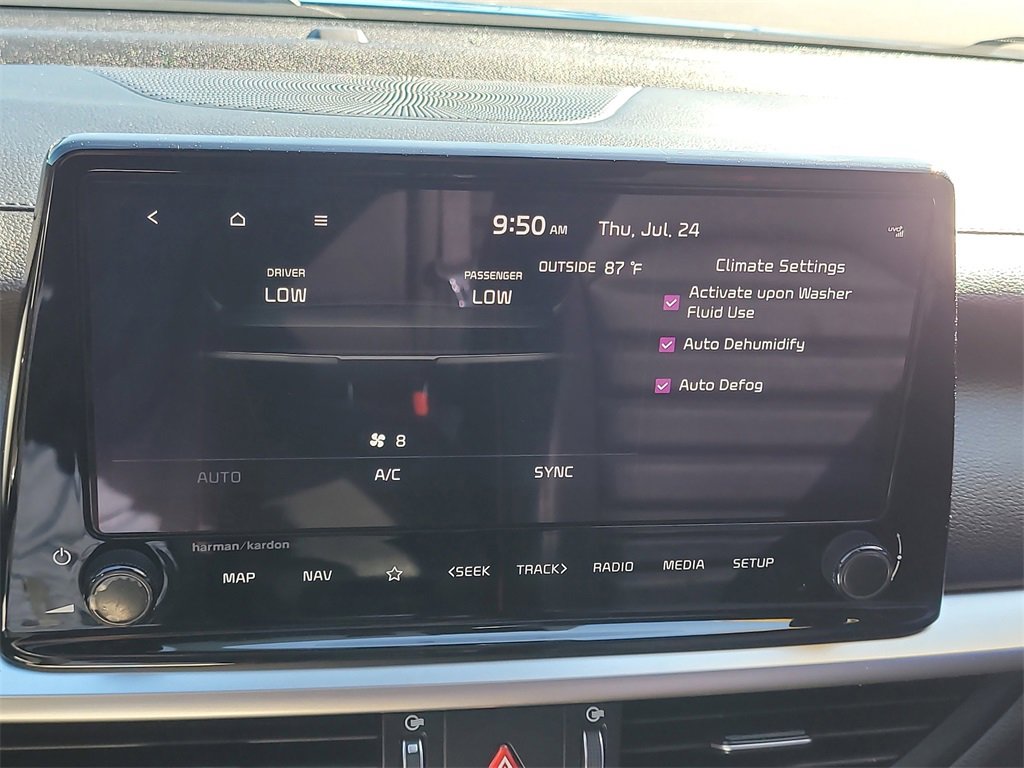 9:50 AM Thu, Jul. 24
DRIVER
LOW
PASSENGER
LOW
OUTSIDE 87 °F
Climate Settings
Activate upon Washer
Fluid Use
Auto Dehumidify
Auto Defog
8
AUTO A/C SYNC
harman/kardon
MAP NAV <SEEK TRACK> RADIO MEDIA SETUP